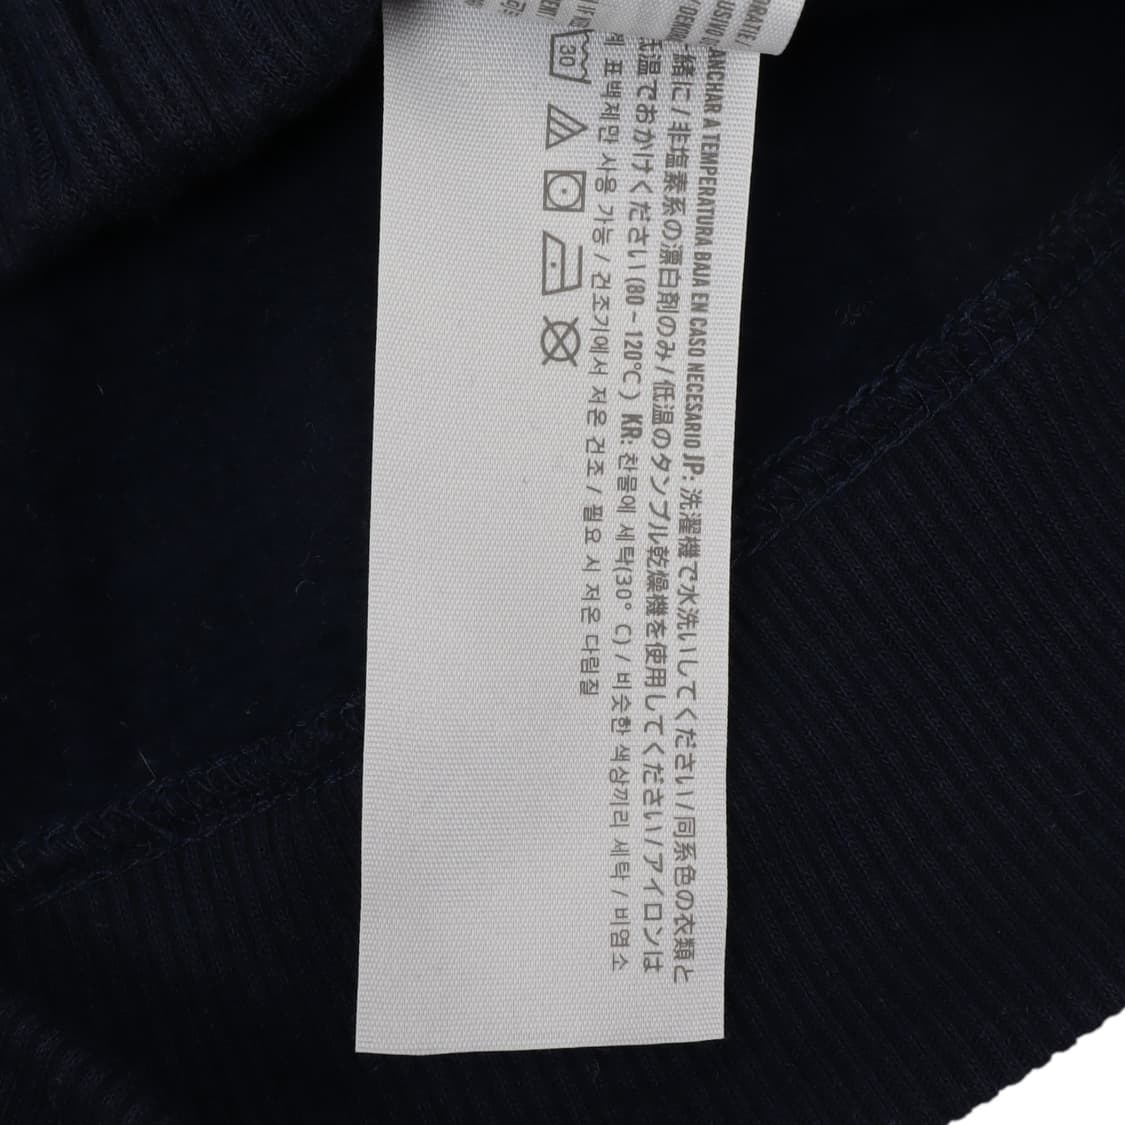 ANCHAR A TEMPERATURA BAJA EN CASO NECESARIO JP: 洗濯機で水洗いしてください / 同系色の衣類と
一緒に / 非塩素系の漂白剤のみ / 低温のタンブル乾燥機を使用してください / アイロンは
低温でおかけください (80 – 120℃) KR: 찬물에 세탁(30° C) / 비슷한 색상끼리 세탁 / 비염소
계 표백제만 사용 가능 / 건조기에서 저온 건조 / 필요 시 저온 다림질
30